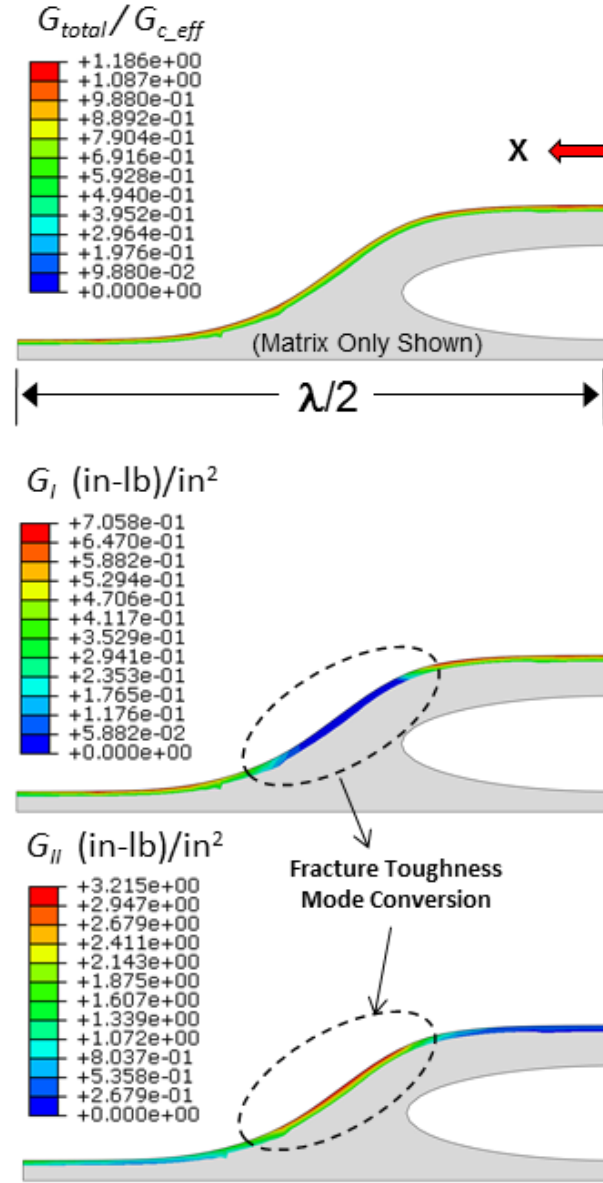 G_total / G_c_eff
+1.186e+00
+1.087e+00
+9.880e-01
+8.892e-01
+7.904e-01
+6.916e-01
+5.928e-01
+4.940e-01
+3.952e-01
+2.964e-01
+1.976e-01
+9.880e-02
+0.000e+00
X
(Matrix Only Shown)
λ/2
G_I (in-lb)/in²
+7.058e-01
+6.470e-01
+5.882e-01
+5.294e-01
+4.706e-01
+4.117e-01
+3.529e-01
+2.941e-01
+2.353e-01
+1.765e-01
+1.176e-01
+5.882e-02
+0.000e+00
Fracture Toughness
Mode Conversion
G_II (in-lb)/in²
+3.215e+00
+2.947e+00
+2.679e+00
+2.411e+00
+2.143e+00
+1.875e+00
+1.607e+00
+1.339e+00
+1.072e+00
+8.037e-01
+5.358e-01
+2.679e-01
+0.000e+00